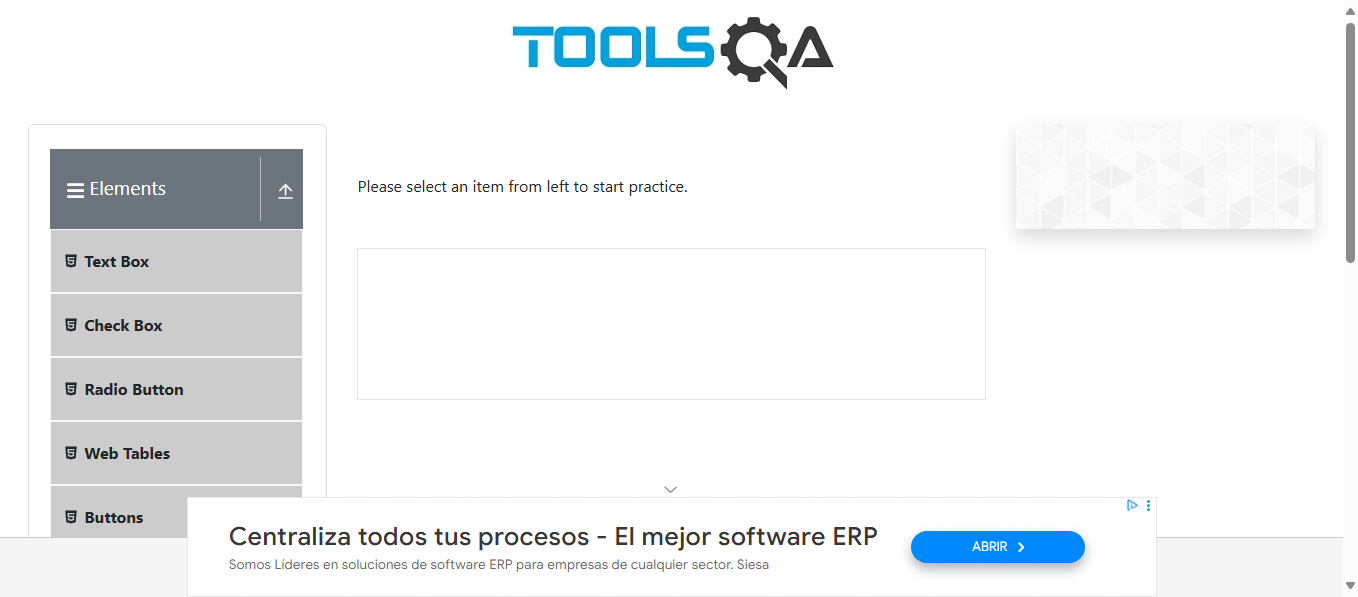 TOOLSQA
Elements
Please select an item from left to start practice.
Text Box
Check Box
Radio Button
Web Tables
Buttons
Centraliza todos tus procesos - El mejor software ERP
Somos Líderes en soluciones de software ERP para empresas de cualquier sector. Siesa
ABRIR